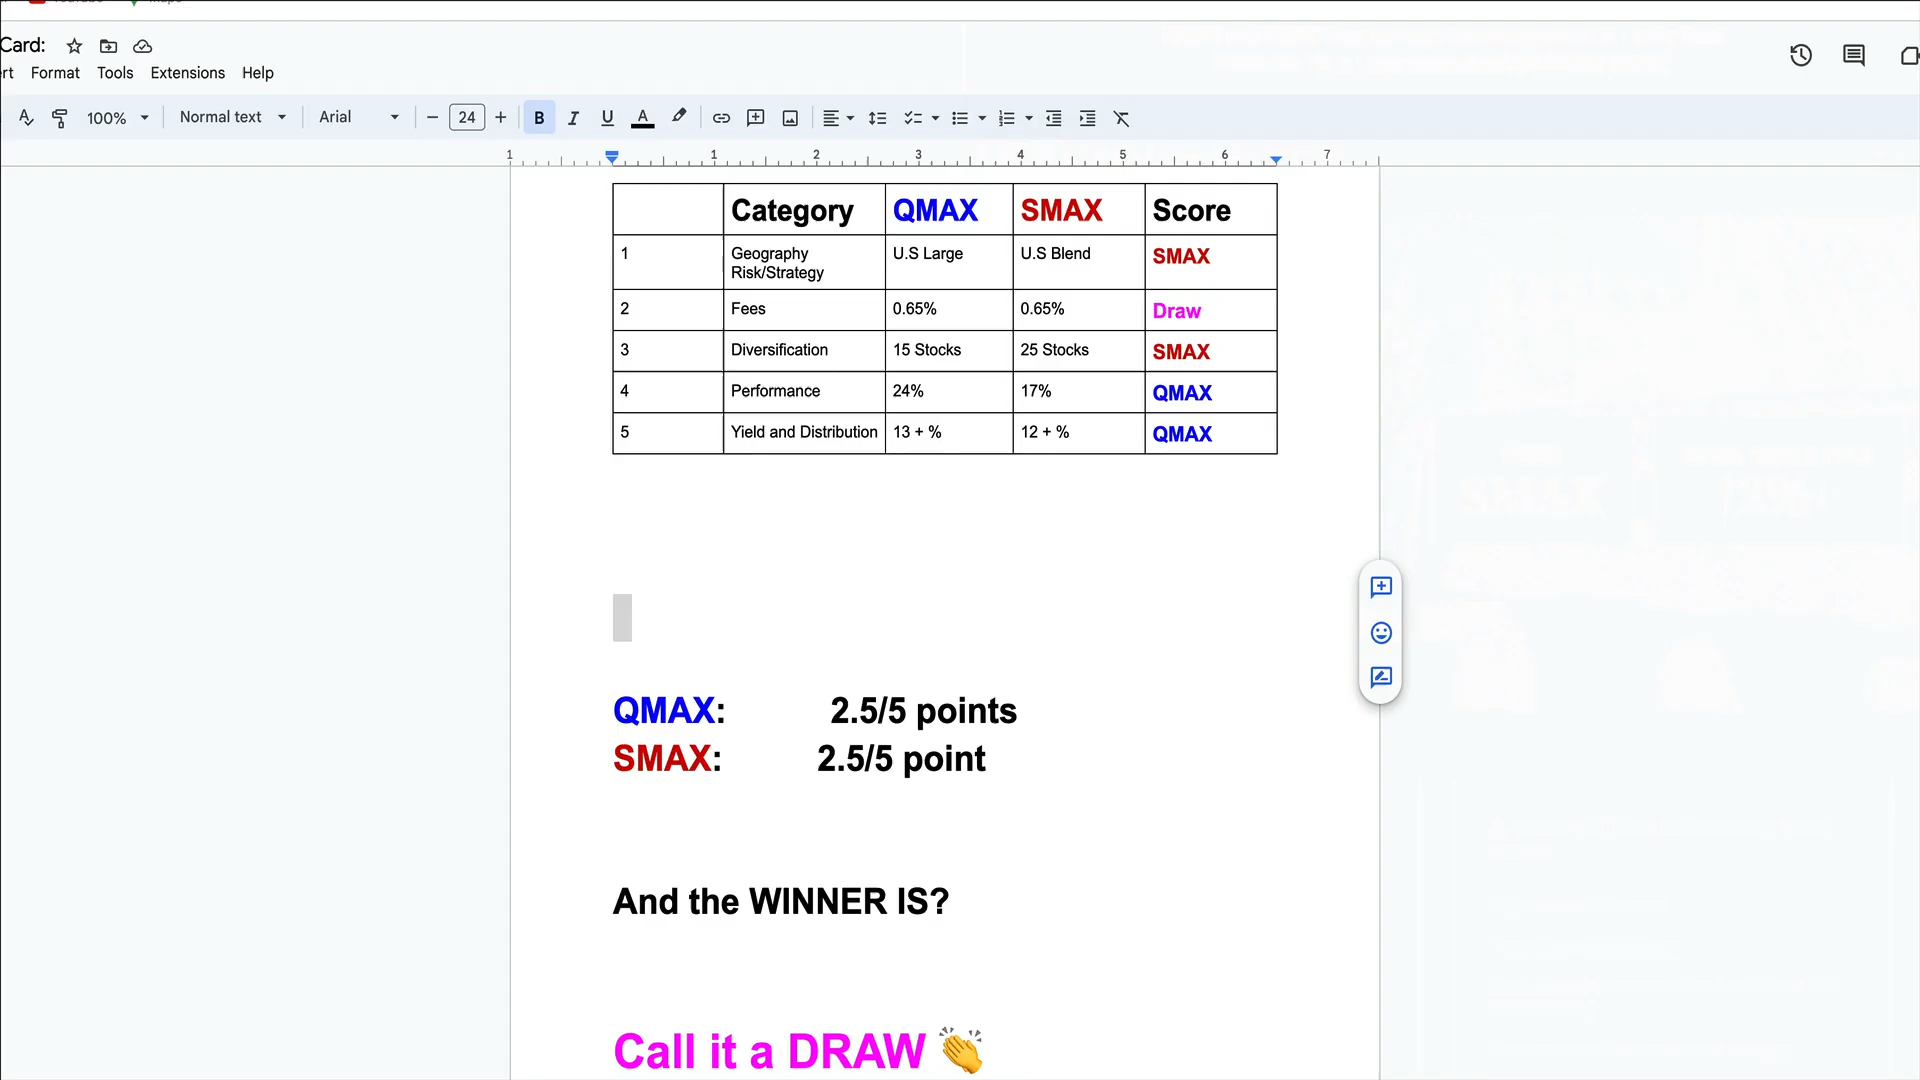 Card:
rt Format Tools Extensions Help
100% Normal text Arial 24 B I U A
1 1 2 3 4 5 6 7
Category QMAX SMAX Score
1 Geography Risk/Strategy U.S Large U.S Blend SMAX
2 Fees 0.65% 0.65% Draw
3 Diversification 15 Stocks 25 Stocks SMAX
4 Performance 24% 17% QMAX
5 Yield and Distribution 13 + % 12 + % QMAX
QMAX: 2.5/5 points
SMAX: 2.5/5 point
And the WINNER IS?
Call it a DRAW 👏